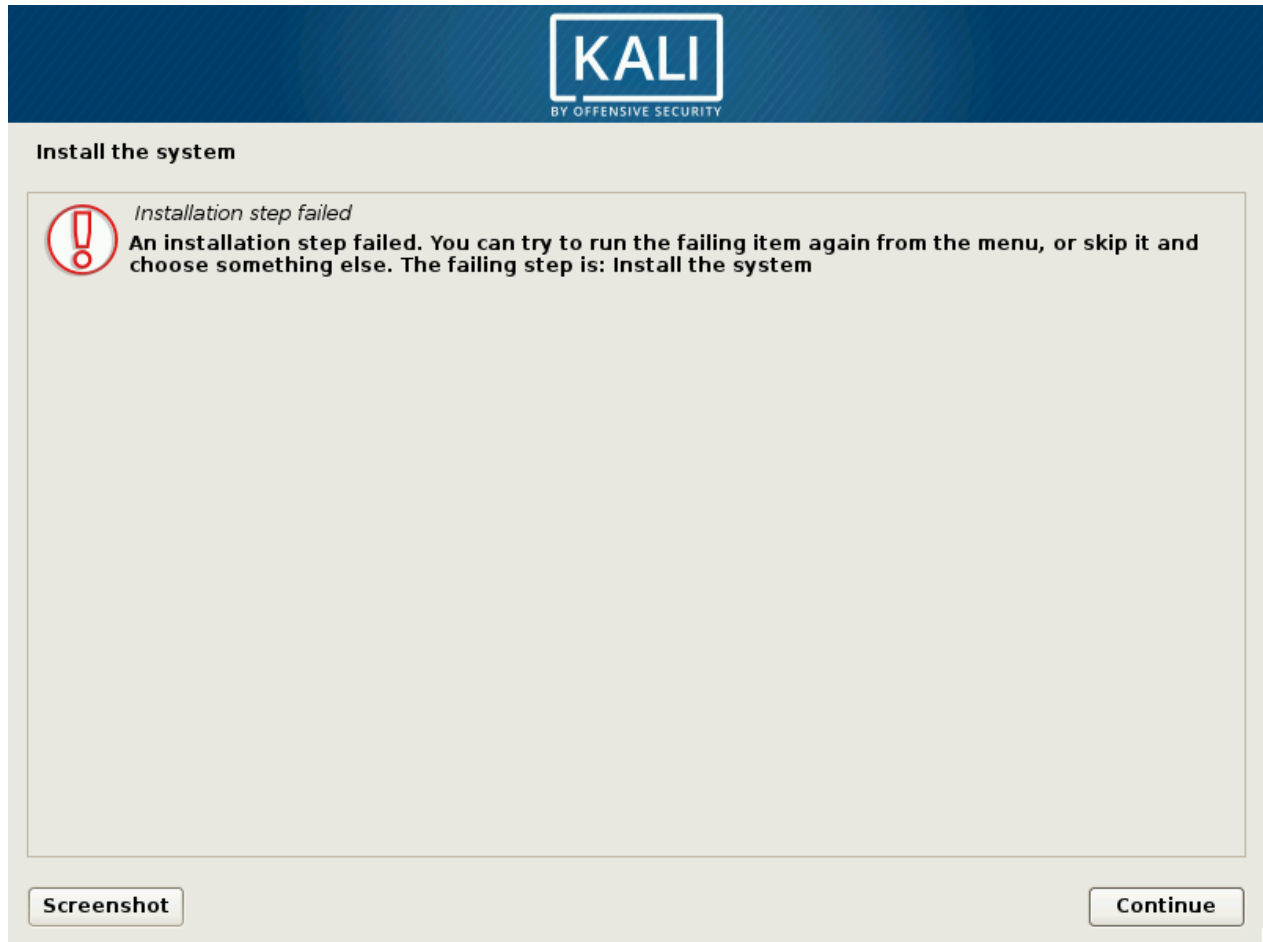 KALI
BY OFFENSIVE SECURITY
Install the system
Installation step failed
An installation step failed. You can try to run the failing item again from the menu, or skip it and
choose something else. The failing step is: Install the system
Screenshot
Continue